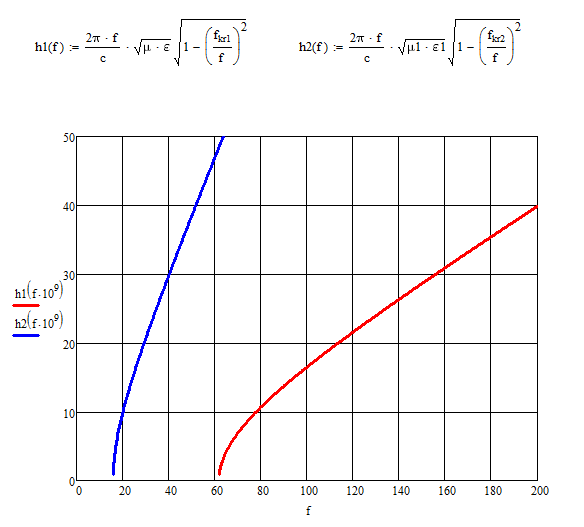 h1(f) := 2π · f / c · √μ · ε √1 − (f_kr1 / f)^2
h2(f) := 2π · f / c · √μ1 · ε1 √1 − (f_kr2 / f)^2
50
40
30
20
10
0
h1(f·10^9)
h2(f·10^9)
0 20 40 60 80 100 120 140 160 180 200
f